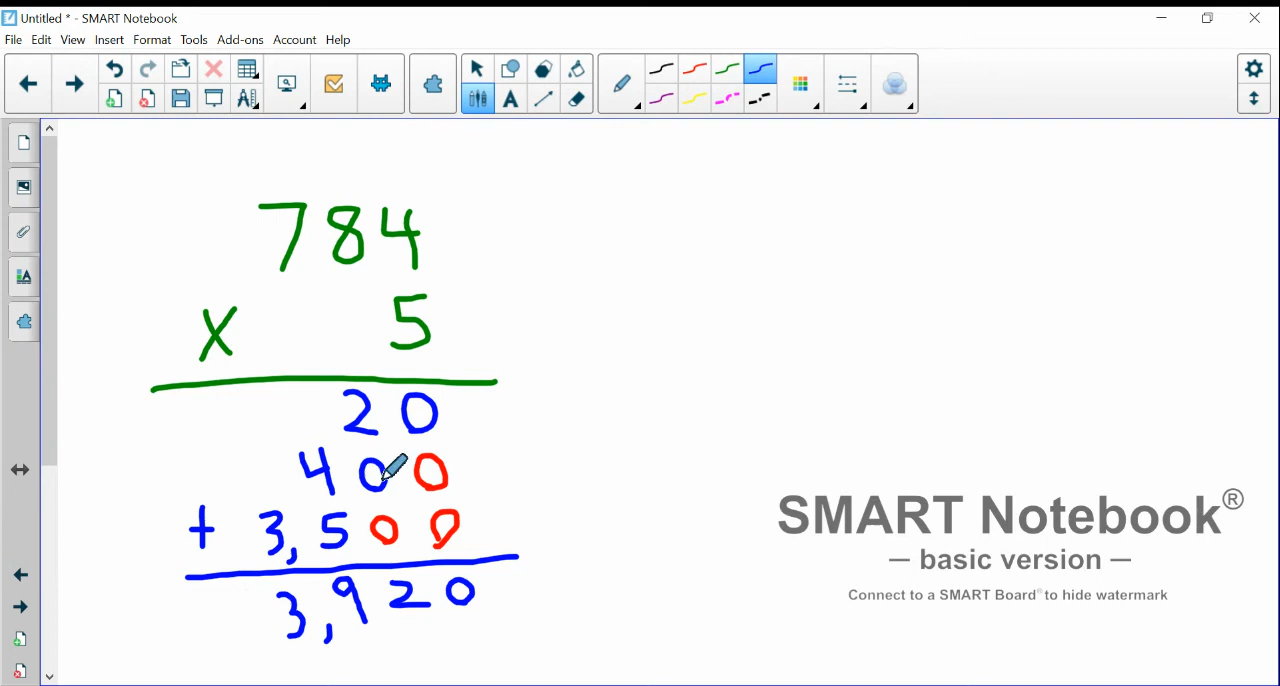 Untitled * - SMART Notebook
File Edit View Insert Format Tools Add-ons Account Help
784
x 5
20
400
+ 3,500
3,920
SMART Notebook®
— basic version —
Connect to a SMART Board® to hide watermark